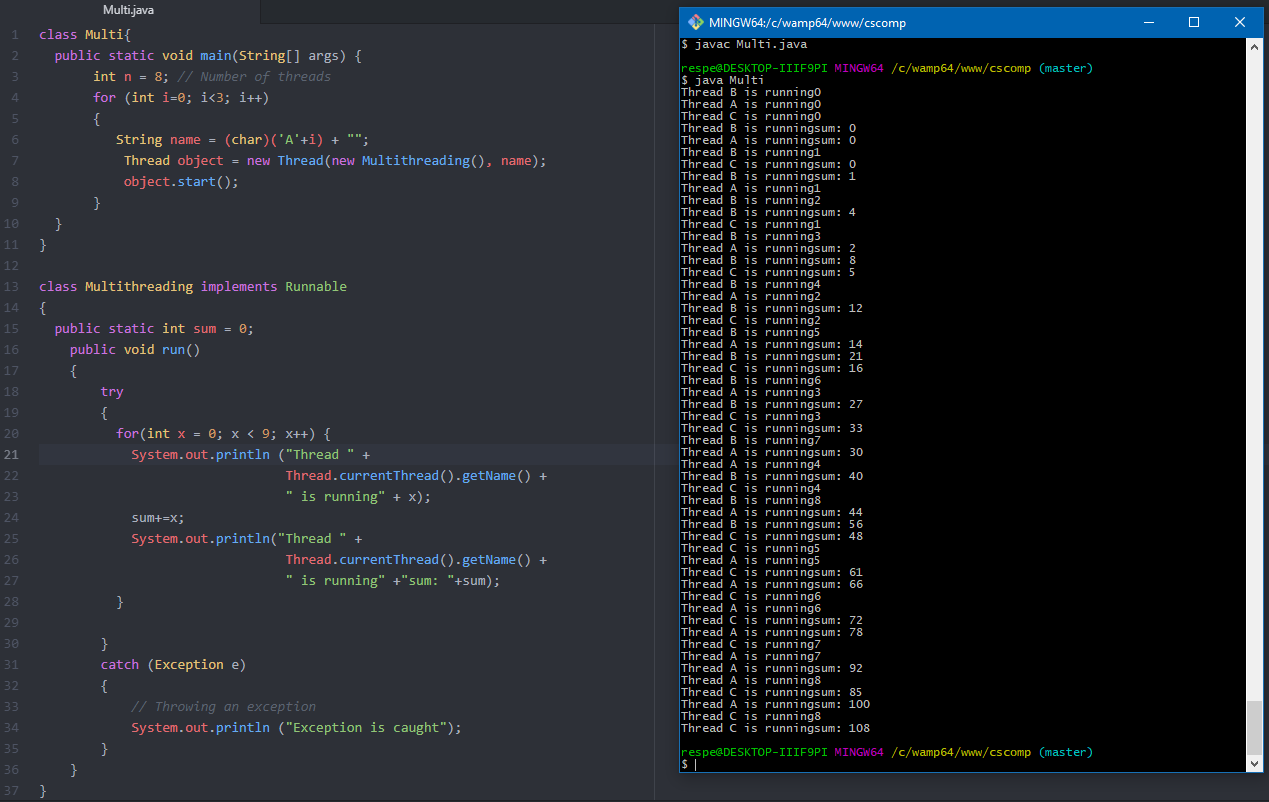 Multi.java
1 class Multi{
2 public static void main(String[] args) {
3 int n = 8; // Number of threads
4 for (int i=0; i<3; i++)
5 {
6 String name = (char)('A'+i) + "";
7 Thread object = new Thread(new Multithreading(), name);
8 object.start();
9 }
10 }
11 }
12
13 class Multithreading implements Runnable
14 {
15 public static int sum = 0;
16 public void run()
17 {
18 try
19 {
20 for(int x = 0; x < 9; x++) {
21 System.out.println ("Thread " +
22 Thread.currentThread().getName() +
23 " is running" + x);
24 sum+=x;
25 System.out.println("Thread " +
26 Thread.currentThread().getName() +
27 " is running" +"sum: "+sum);
28 }
29
30 }
31 catch (Exception e)
32 {
33 // Throwing an exception
34 System.out.println ("Exception is caught");
35 }
36 }
37 }
MINGW64:/c/wamp64/www/cscomp
$ javac Multi.java
respe@DESKTOP-IIIF9PI MINGW64 /c/wamp64/www/cscomp (master)
$ java Multi
Thread B is running0
Thread A is running0
Thread C is running0
Thread B is runningsum: 0
Thread A is runningsum: 0
Thread B is running1
Thread C is runningsum: 0
Thread B is runningsum: 1
Thread A is running1
Thread B is running2
Thread B is runningsum: 4
Thread C is running1
Thread B is running3
Thread A is runningsum: 2
Thread B is runningsum: 8
Thread C is runningsum: 5
Thread B is running4
Thread A is running2
Thread B is runningsum: 12
Thread C is running2
Thread B is running5
Thread A is runningsum: 14
Thread B is runningsum: 21
Thread C is runningsum: 16
Thread B is running6
Thread A is running3
Thread B is runningsum: 27
Thread C is running3
Thread C is runningsum: 33
Thread B is running7
Thread A is runningsum: 30
Thread A is running4
Thread B is runningsum: 40
Thread C is running4
Thread B is running8
Thread A is runningsum: 44
Thread B is runningsum: 56
Thread C is runningsum: 48
Thread C is running5
Thread A is running5
Thread C is runningsum: 61
Thread A is runningsum: 66
Thread C is running6
Thread A is running6
Thread C is runningsum: 72
Thread A is runningsum: 78
Thread C is running7
Thread A is running7
Thread A is runningsum: 92
Thread A is running8
Thread C is runningsum: 85
Thread A is runningsum: 100
Thread C is running8
Thread C is runningsum: 108
respe@DESKTOP-IIIF9PI MINGW64 /c/wamp64/www/cscomp (master)
$